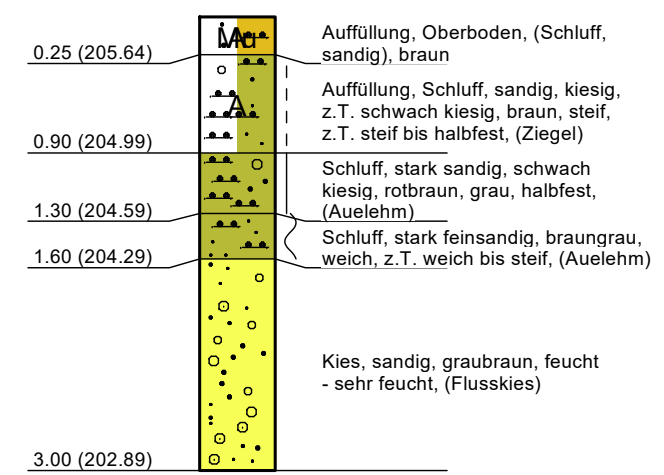 Mu
A
Auffüllung, Oberboden, (Schluff,
sandig), braun
0.25 (205.64)
Auffüllung, Schluff, sandig, kiesig,
z.T. schwach kiesig, braun, steif,
z.T. steif bis halbfest, (Ziegel)
0.90 (204.99)
Schluff, stark sandig, schwach
kiesig, rotbraun, grau, halbfest,
(Auelehm)
1.30 (204.59)
Schluff, stark feinsandig, braungrau,
weich, z.T. weich bis steif, (Auelehm)
1.60 (204.29)
Kies, sandig, graubraun, feucht
- sehr feucht, (Flusskies)
3.00 (202.89)